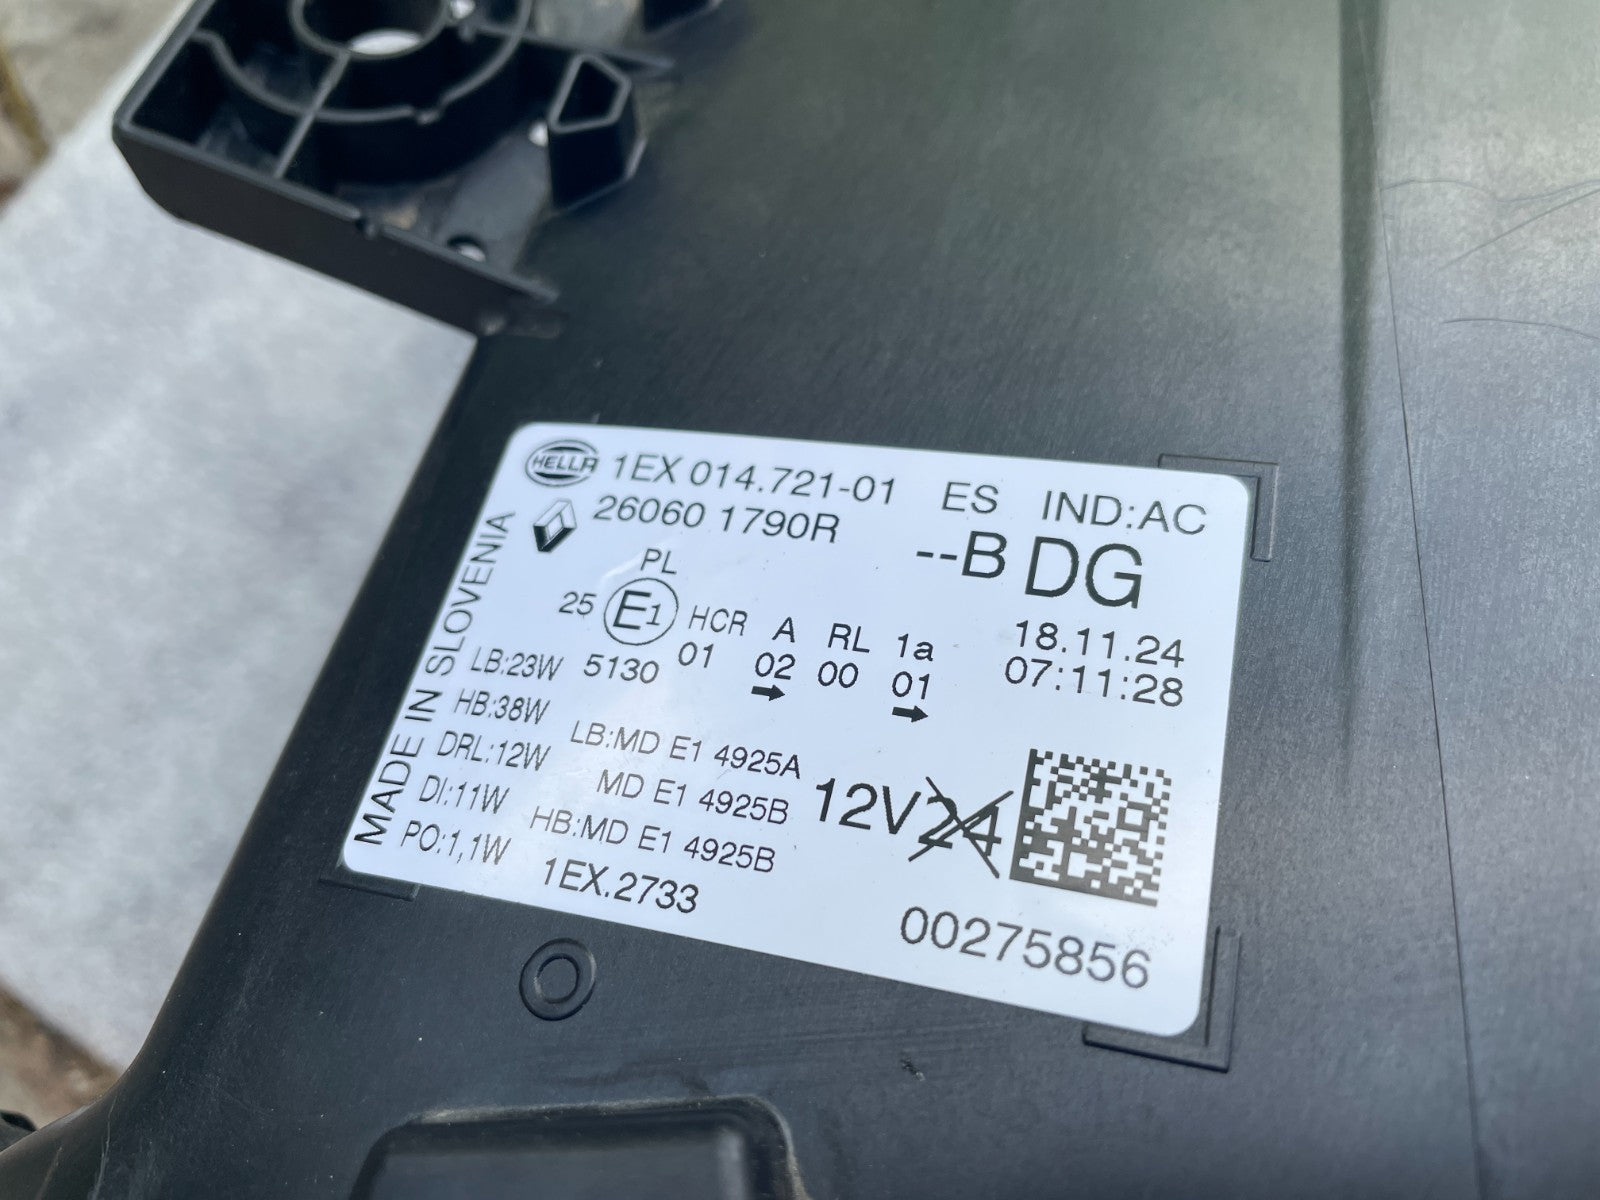 HELLA 1EX 014.721-01 ES IND:AC
26060 1790R --B DG
MADE IN SLOVENIA
PL
25 E1 HCR A RL 1a 18.11.24
5130 01 02 00 01 07:11:28
LB:23W
HB:38W
DRL:12W
DI:11W
PO:1,1W
LB:MD E1 4925A
MD E1 4925B
HB:MD E1 4925B
12V24
1EX.2733
00275856